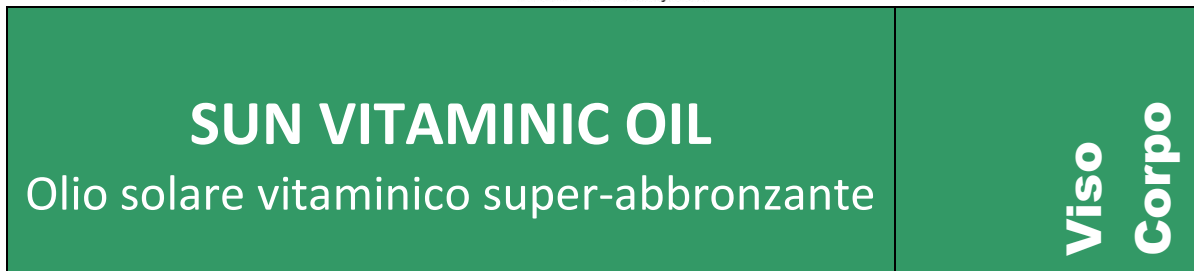 SUN VITAMINIC OIL
Olio solare vitaminico super-abbronzante
Viso
Corpo